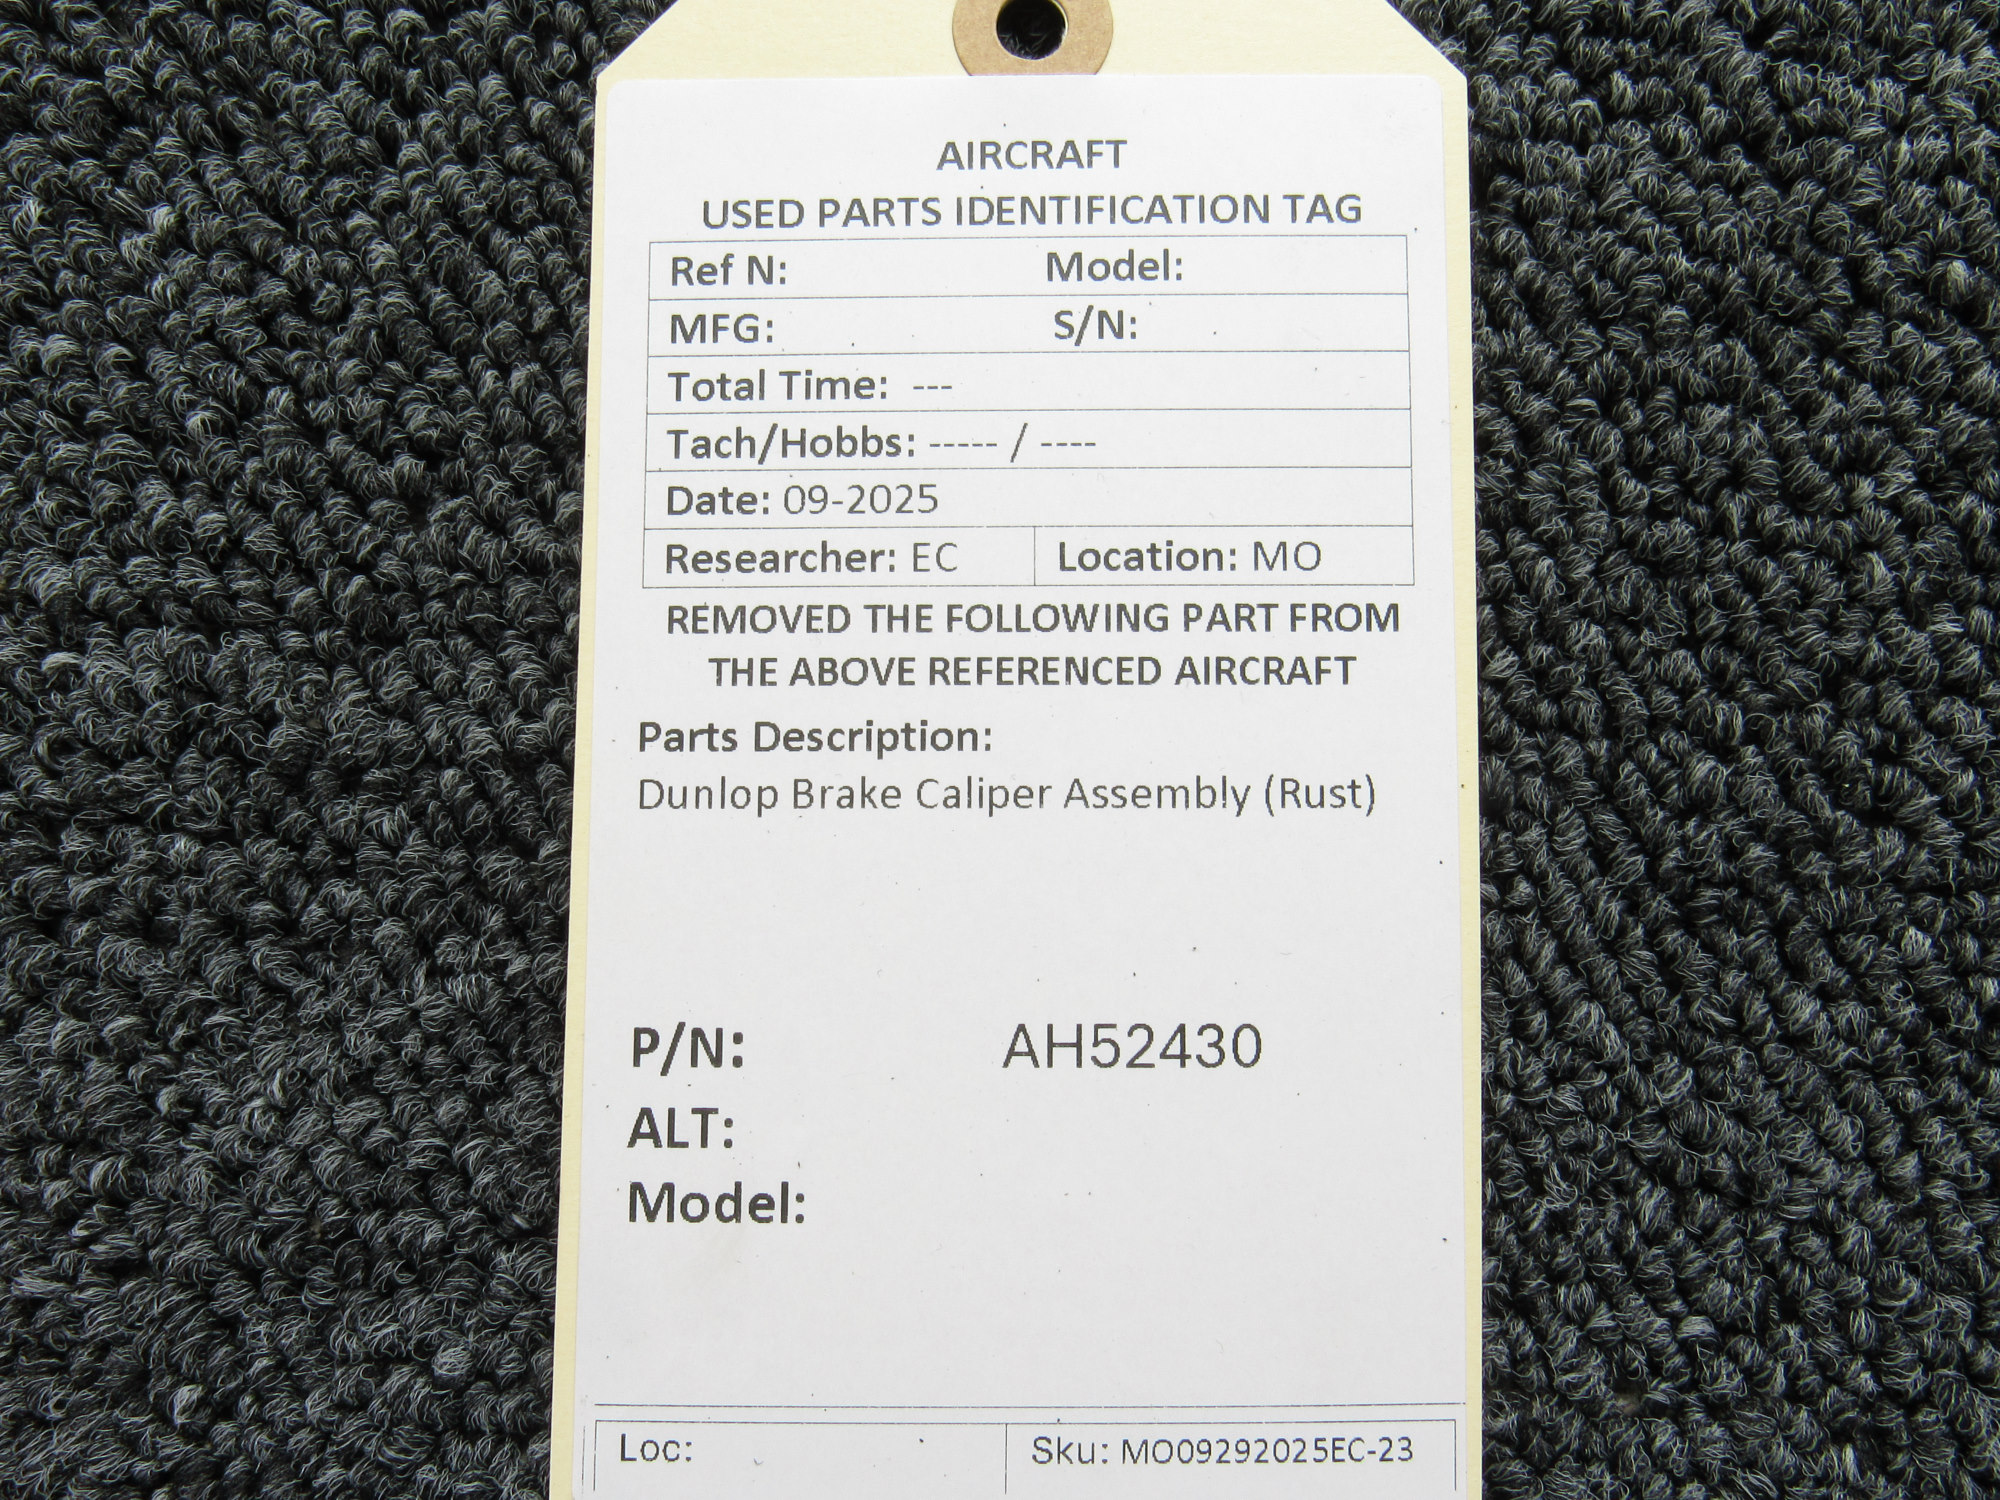 AIRCRAFT
USED PARTS IDENTIFICATION TAG
Ref N: Model:
MFG: S/N:
Total Time: ---
Tach/Hobbs: ----- / ----
Date: 09-2025
Researcher: EC Location: MO
REMOVED THE FOLLOWING PART FROM
THE ABOVE REFERENCED AIRCRAFT
Parts Description:
Dunlop Brake Caliper Assembly (Rust)
P/N: AH52430
ALT:
Model:
Loc: Sku: MO09292025EC-23